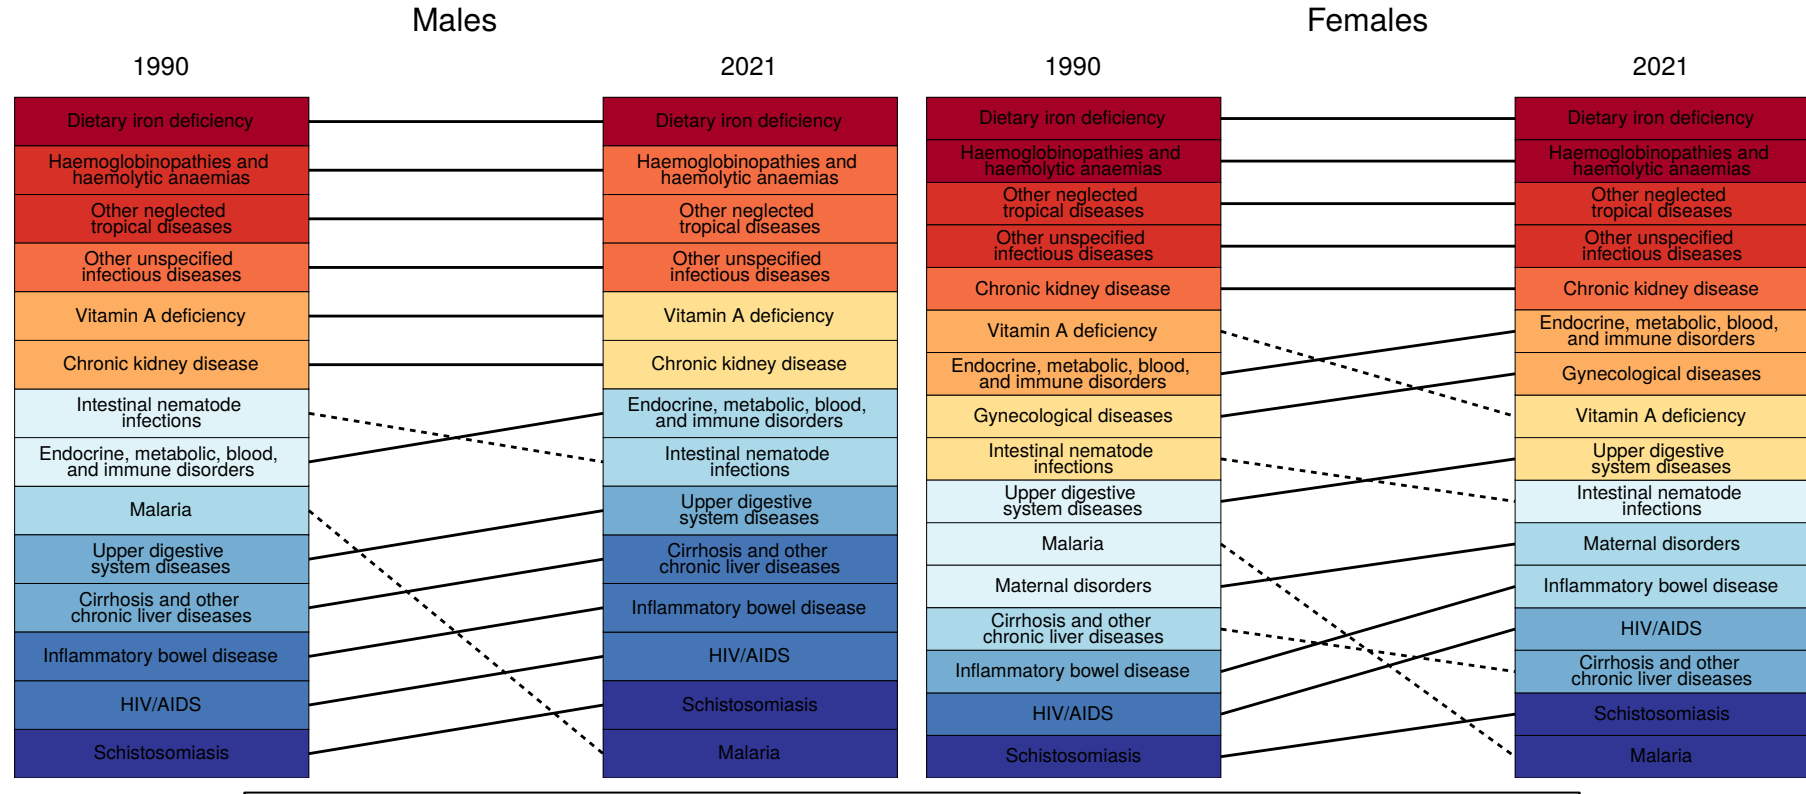 Males
1990
2021
Dietary iron deficiency
Haemoglobinopathies and
haemolytic anaemias
Other neglected
tropical diseases
Other unspecified
infectious diseases
Vitamin A deficiency
Chronic kidney disease
Intestinal nematode
infections
Endocrine, metabolic, blood,
and immune disorders
Malaria
Upper digestive
system diseases
Cirrhosis and other
chronic liver diseases
Inflammatory bowel disease
HIV/AIDS
Schistosomiasis
Dietary iron deficiency
Haemoglobinopathies and
haemolytic anaemias
Other neglected
tropical diseases
Other unspecified
infectious diseases
Vitamin A deficiency
Chronic kidney disease
Endocrine, metabolic, blood,
and immune disorders
Intestinal nematode
infections
Upper digestive
system diseases
Cirrhosis and other
chronic liver diseases
Inflammatory bowel disease
HIV/AIDS
Schistosomiasis
Malaria
Females
1990
2021
Dietary iron deficiency
Haemoglobinopathies and
haemolytic anaemias
Other neglected
tropical diseases
Other unspecified
infectious diseases
Chronic kidney disease
Vitamin A deficiency
Endocrine, metabolic, blood,
and immune disorders
Gynecological diseases
Intestinal nematode
infections
Upper digestive
system diseases
Malaria
Maternal disorders
Cirrhosis and other
chronic liver diseases
Inflammatory bowel disease
HIV/AIDS
Schistosomiasis
Dietary iron deficiency
Haemoglobinopathies and
haemolytic anaemias
Other neglected
tropical diseases
Other unspecified
infectious diseases
Chronic kidney disease
Endocrine, metabolic, blood,
and immune disorders
Gynecological diseases
Vitamin A deficiency
Upper digestive
system diseases
Intestinal nematode
infections
Maternal disorders
Inflammatory bowel disease
HIV/AIDS
Cirrhosis and other
chronic liver diseases
Schistosomiasis
Malaria